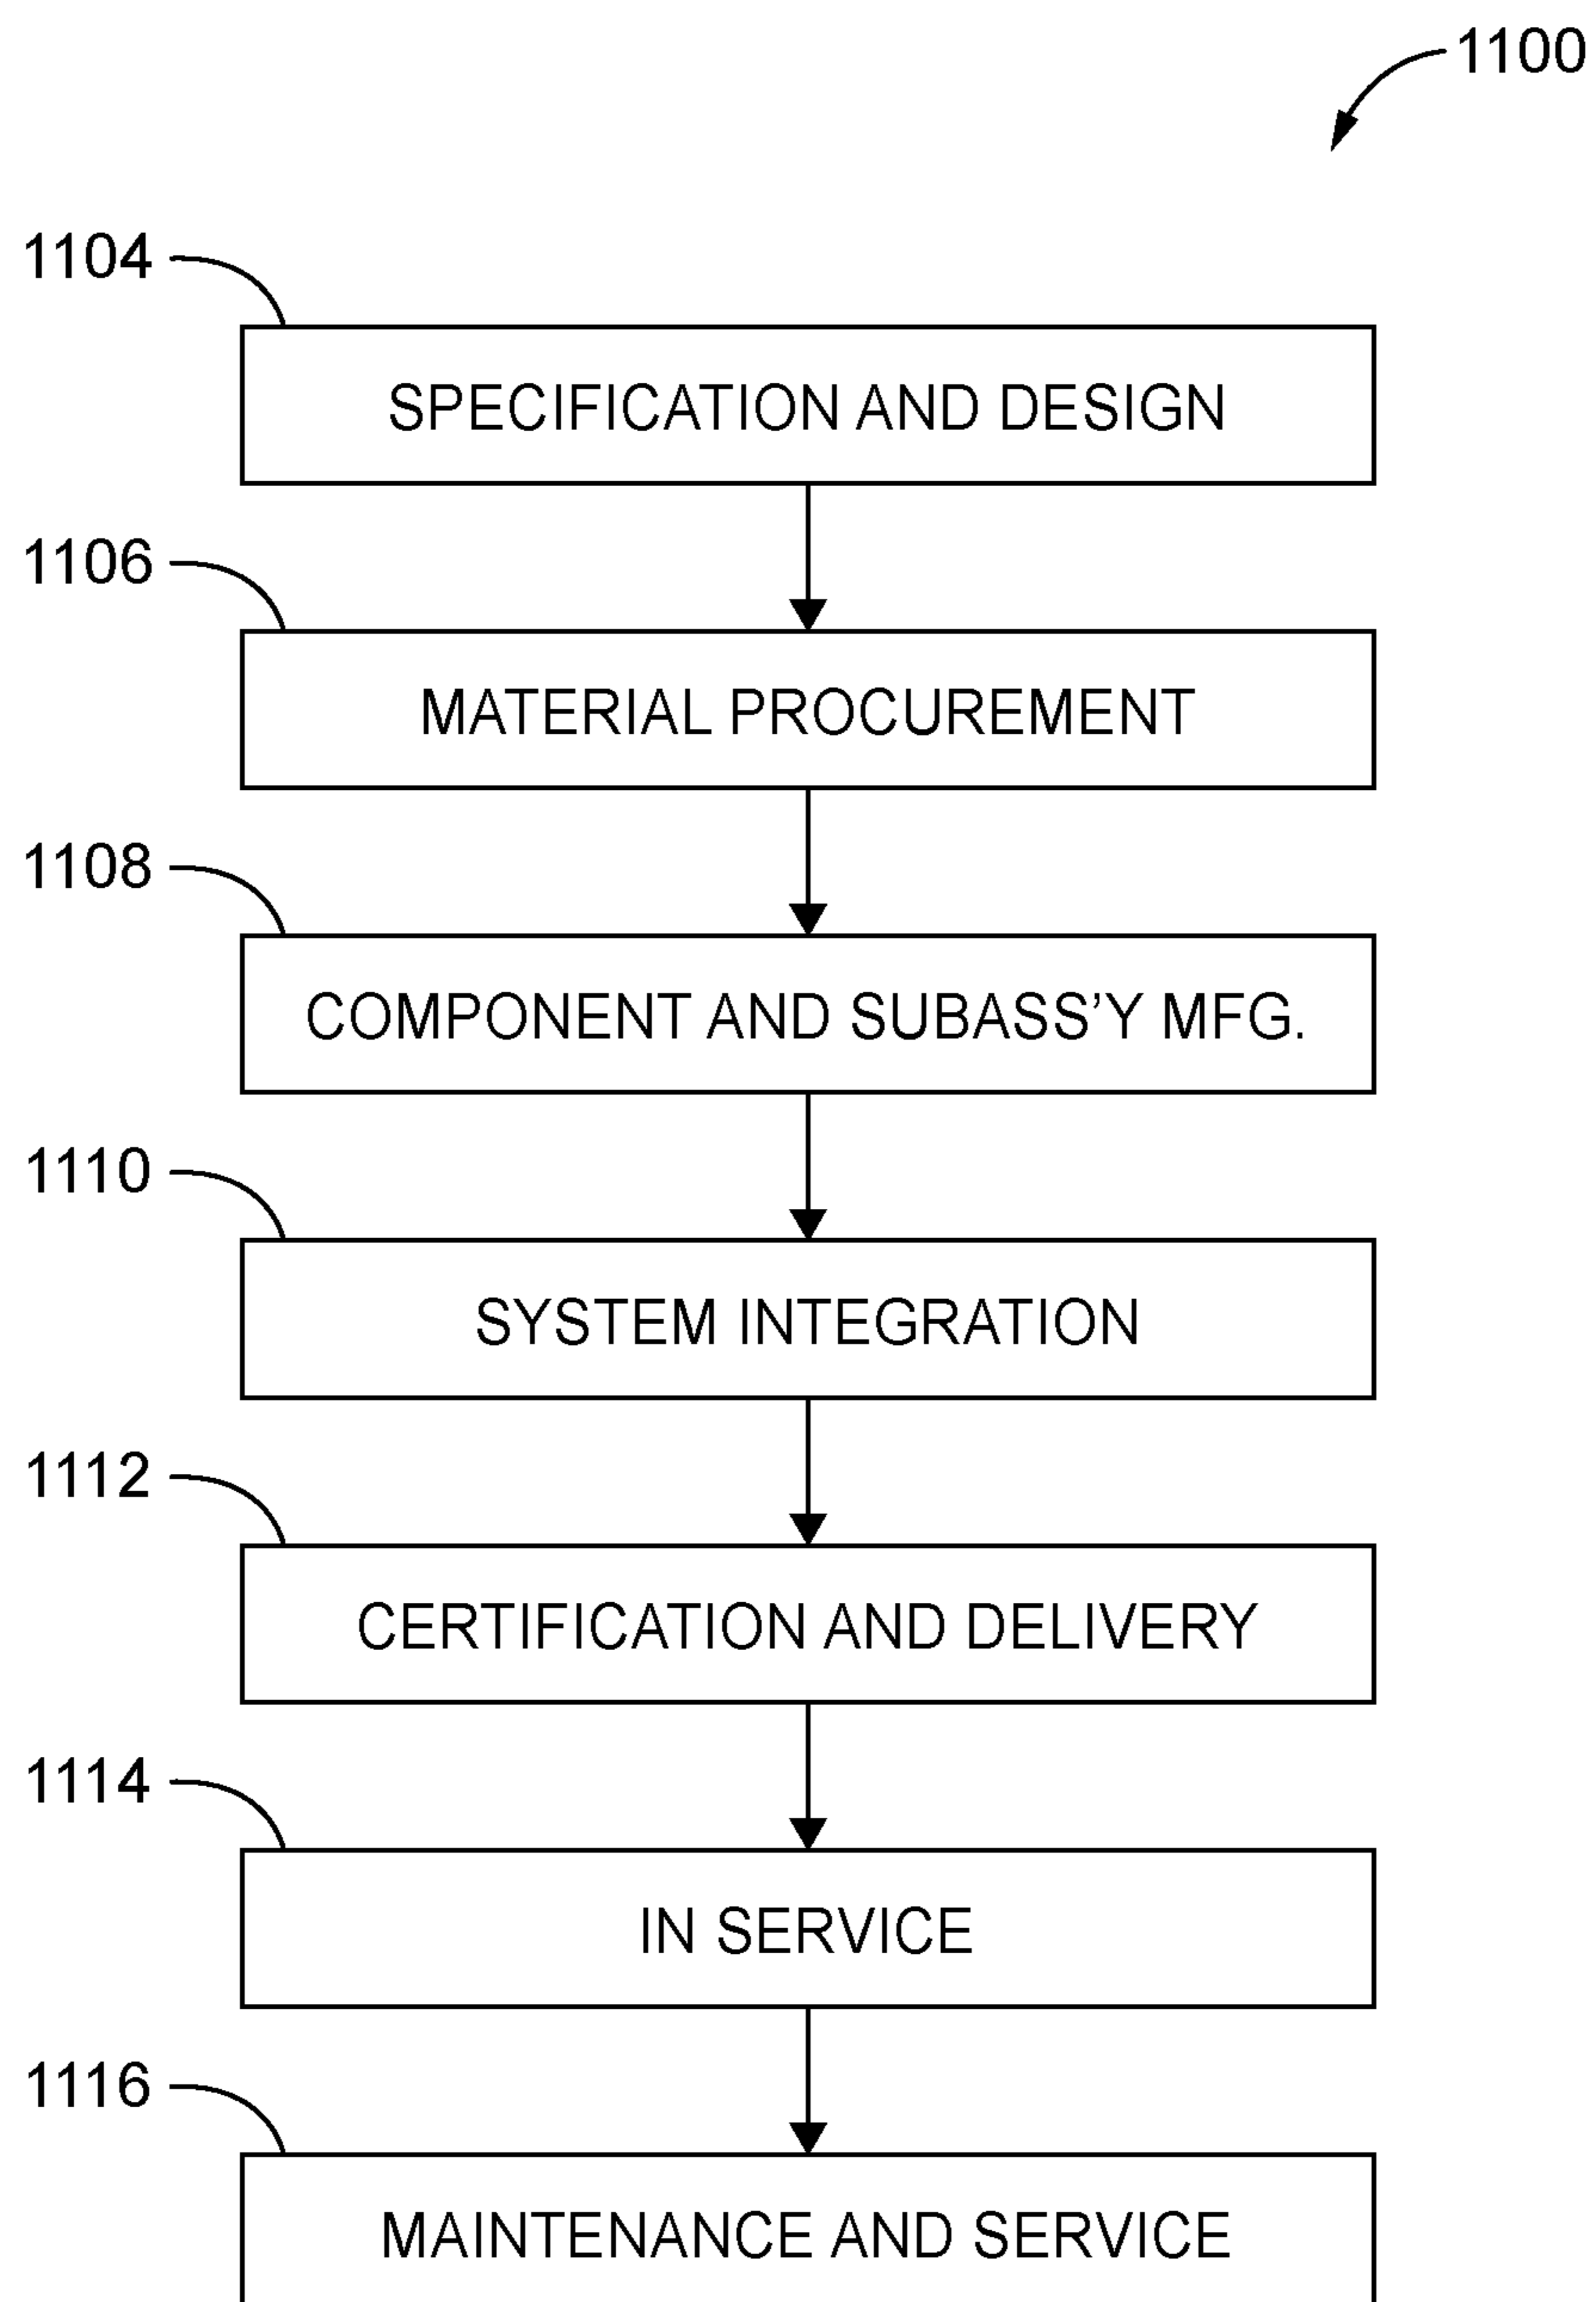 1100
1104
SPECIFICATION AND DESIGN
1106
MATERIAL PROCUREMENT
1108
COMPONENT AND SUBASS’Y MFG.
1110
SYSTEM INTEGRATION
1112
CERTIFICATION AND DELIVERY
1114
IN SERVICE
1116
MAINTENANCE AND SERVICE